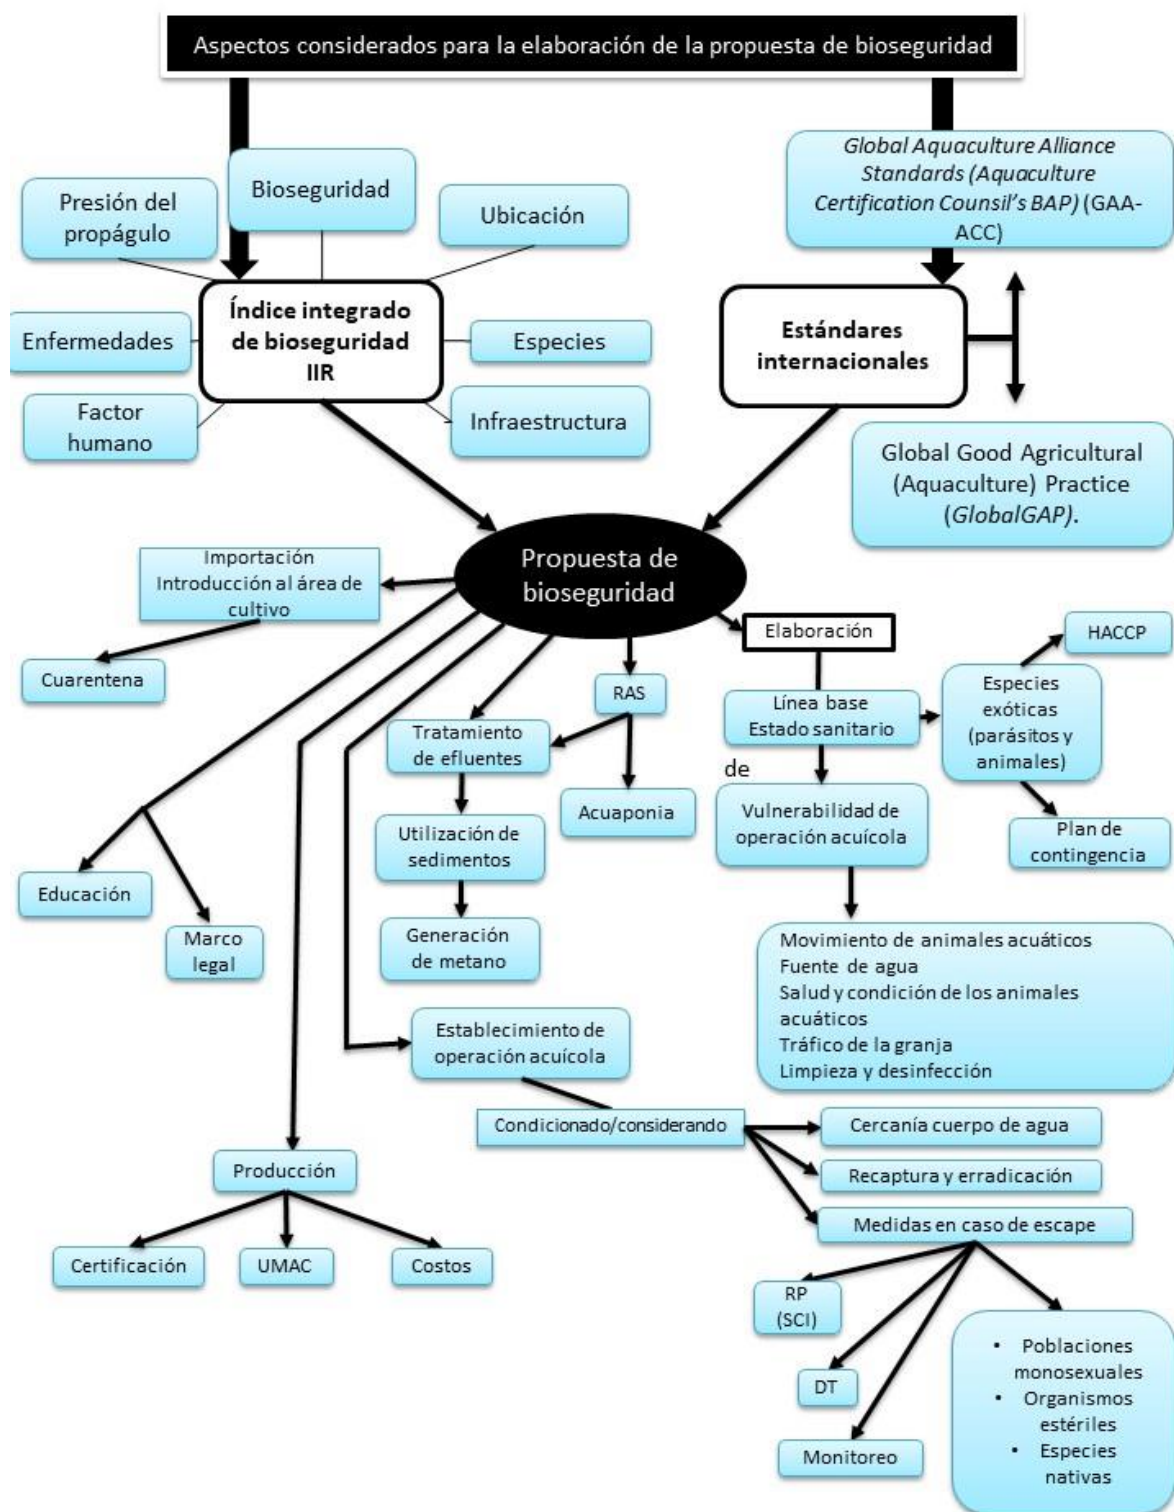 Aspectos considerados para la elaboración de la propuesta de bioseguridad
Presión del
propágulo
Bioseguridad
Ubicación
Enfermedades
Índice integrado
de bioseguridad
IIR
Especies
Factor
humano
Infraestructura
Global Aquaculture Alliance
Standards (Aquaculture
Certification Counsil's BAP) (GAA-
ACC)
Estándares
internacionales
Global Good Agricultural
(Aquaculture) Practice
(GlobalGAP).
Propuesta de
bioseguridad
Importación
Introducción al área de
cultivo
Cuarentena
Educación
Marco
legal
Tratamiento
de efluentes
RAS
Utilización de
sedimentos
Acuaponia
Generación
de metano
Elaboración
Línea base
Estado sanitario
de
Especies
exóticas
(parásitos y
animales)
HACCP
Plan de
contingencia
Vulnerabilidad de
operación acuícola
Movimiento de animales acuáticos
Fuente de agua
Salud y condición de los animales
acuáticos
Tráfico de la granja
Limpieza y desinfección
Establecimiento de
operación acuícola
Condicionado/considerando
Cercanía cuerpo de agua
Recaptura y erradicación
Medidas en caso de escape
Producción
Certificación
UMAC
Costos
RP
(SCI)
DT
Monitoreo
• Poblaciones
monosexuales
• Organismos
estériles
• Especies
nativas